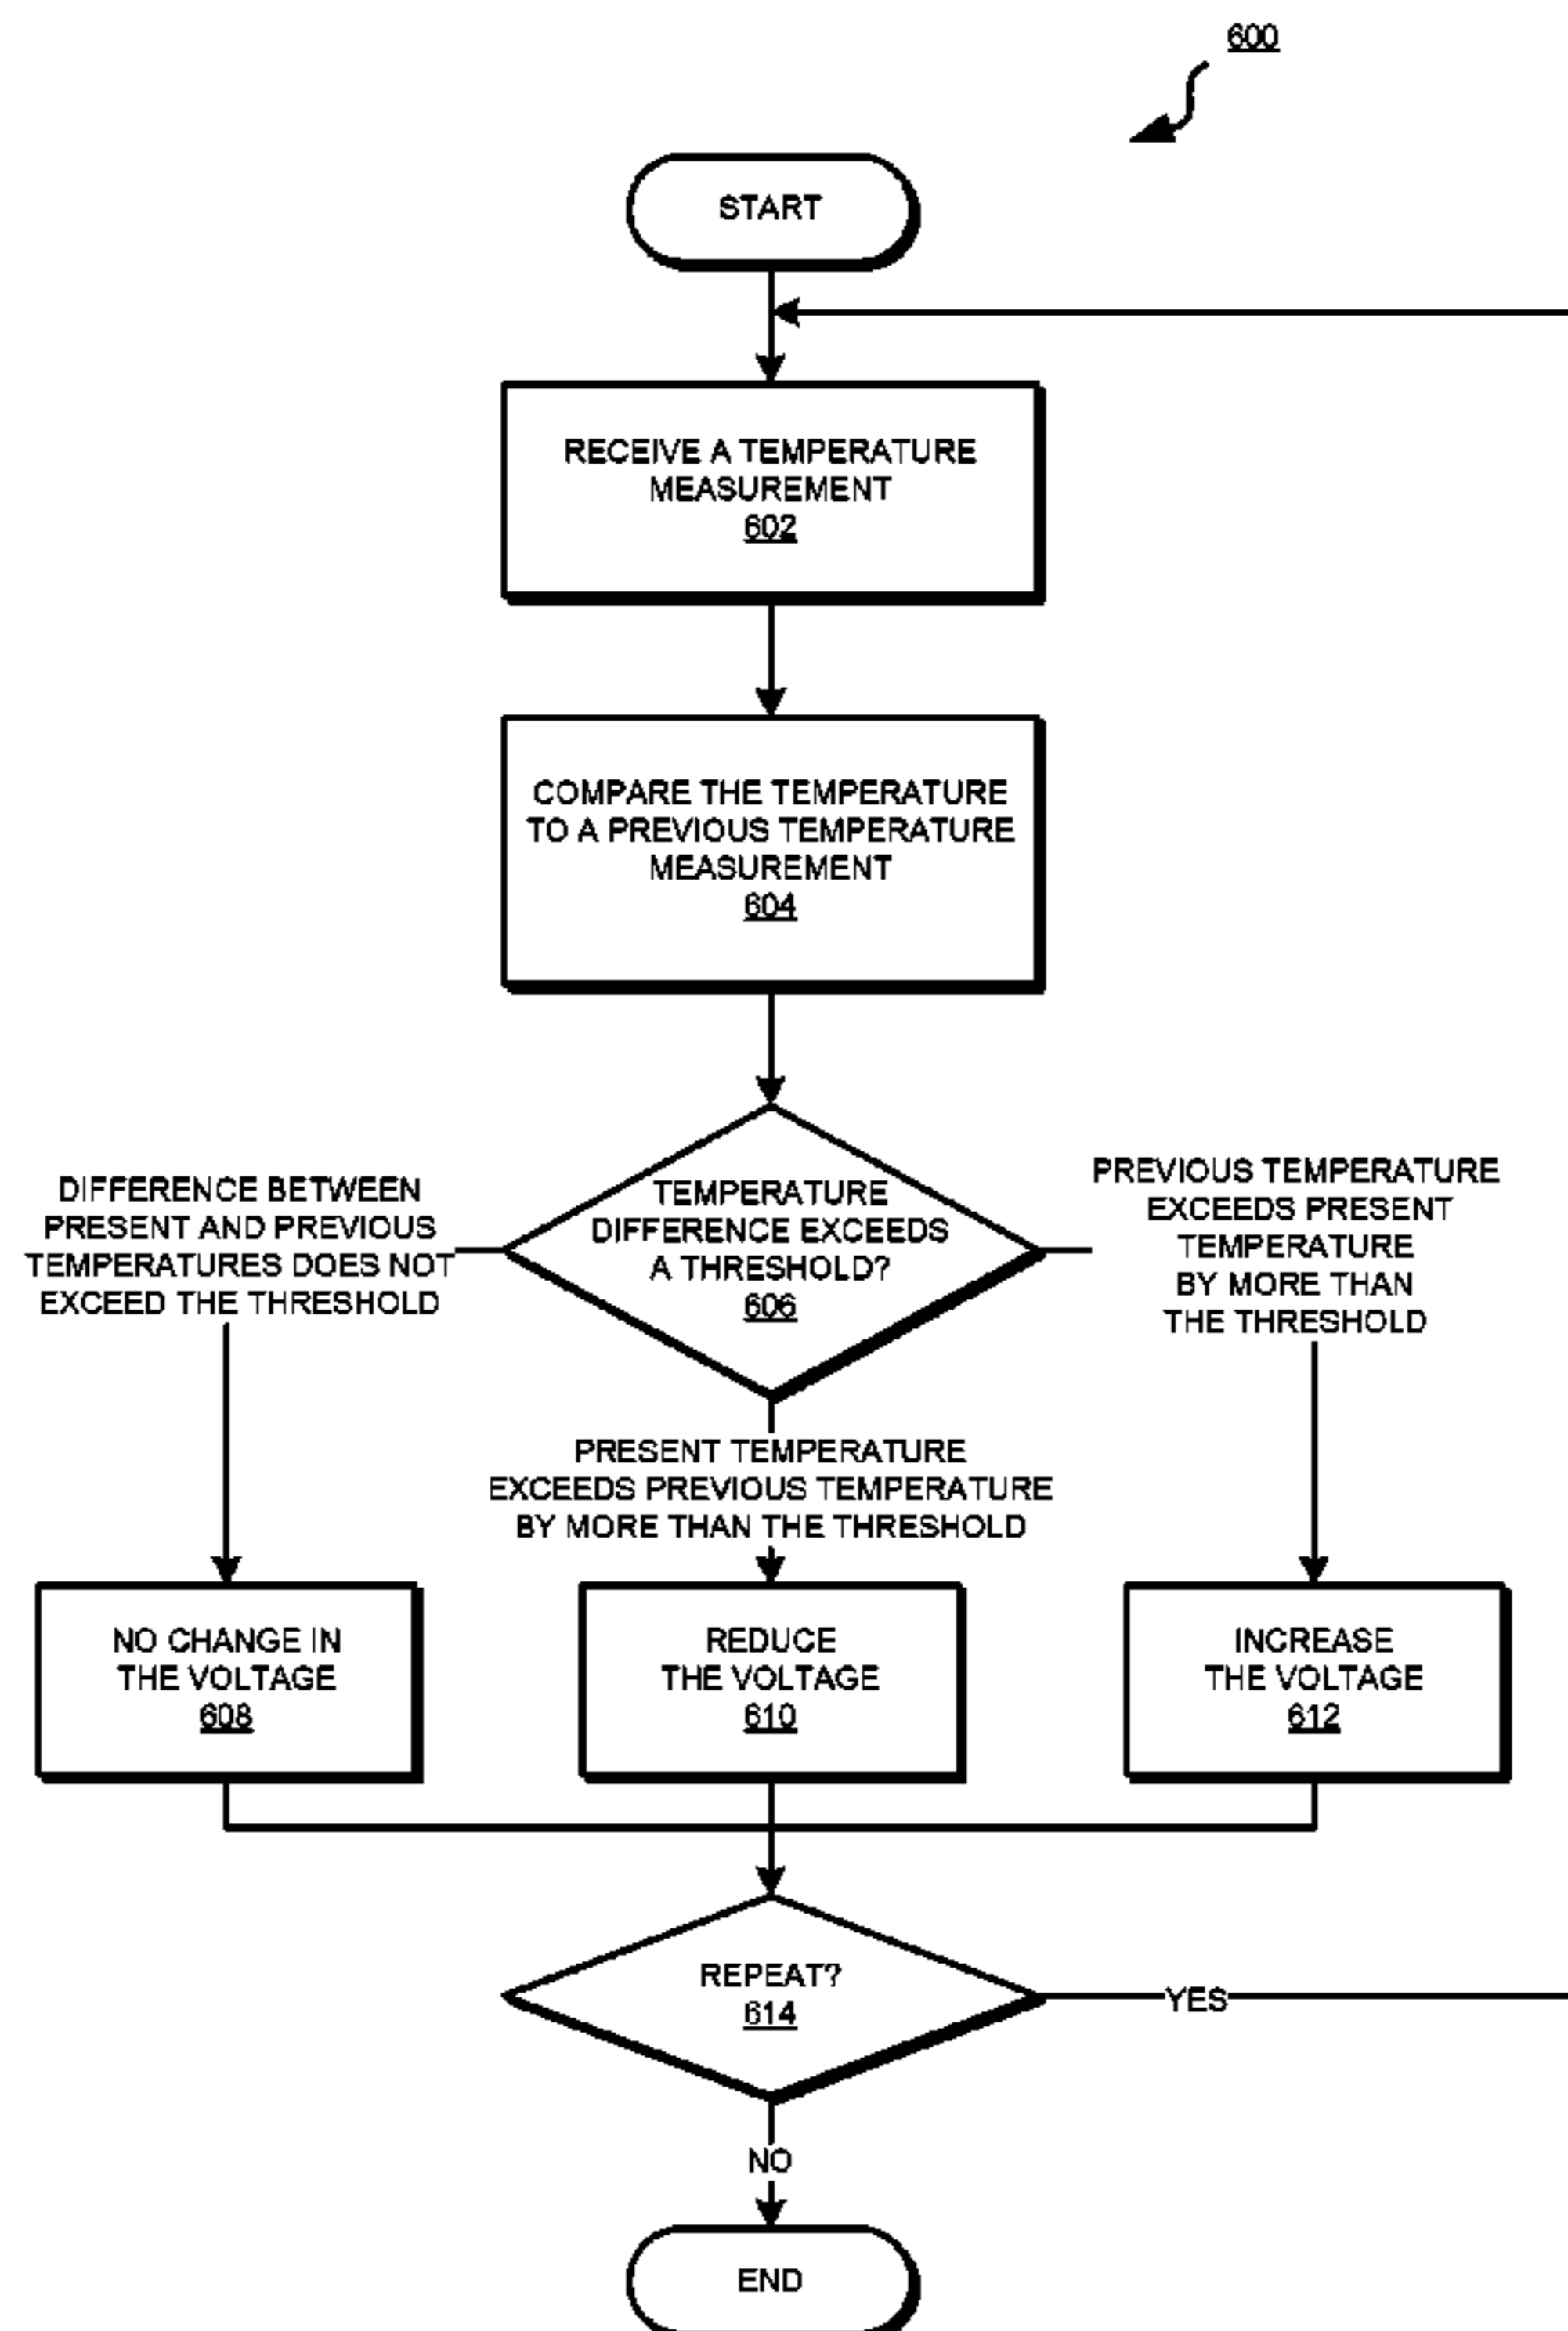 600
START
RECEIVE A TEMPERATURE
MEASUREMENT
602
COMPARE THE TEMPERATURE
TO A PREVIOUS TEMPERATURE
MEASUREMENT
604
TEMPERATURE
DIFFERENCE EXCEEDS
A THRESHOLD?
606
DIFFERENCE BETWEEN
PRESENT AND PREVIOUS
TEMPERATURES DOES NOT
EXCEED THE THRESHOLD
PRESENT TEMPERATURE
EXCEEDS PREVIOUS TEMPERATURE
BY MORE THAN THE THRESHOLD
PREVIOUS TEMPERATURE
EXCEEDS PRESENT
TEMPERATURE
BY MORE THAN
THE THRESHOLD
NO CHANGE IN
THE VOLTAGE
608
REDUCE
THE VOLTAGE
610
INCREASE
THE VOLTAGE
612
REPEAT?
614
YES
NO
END